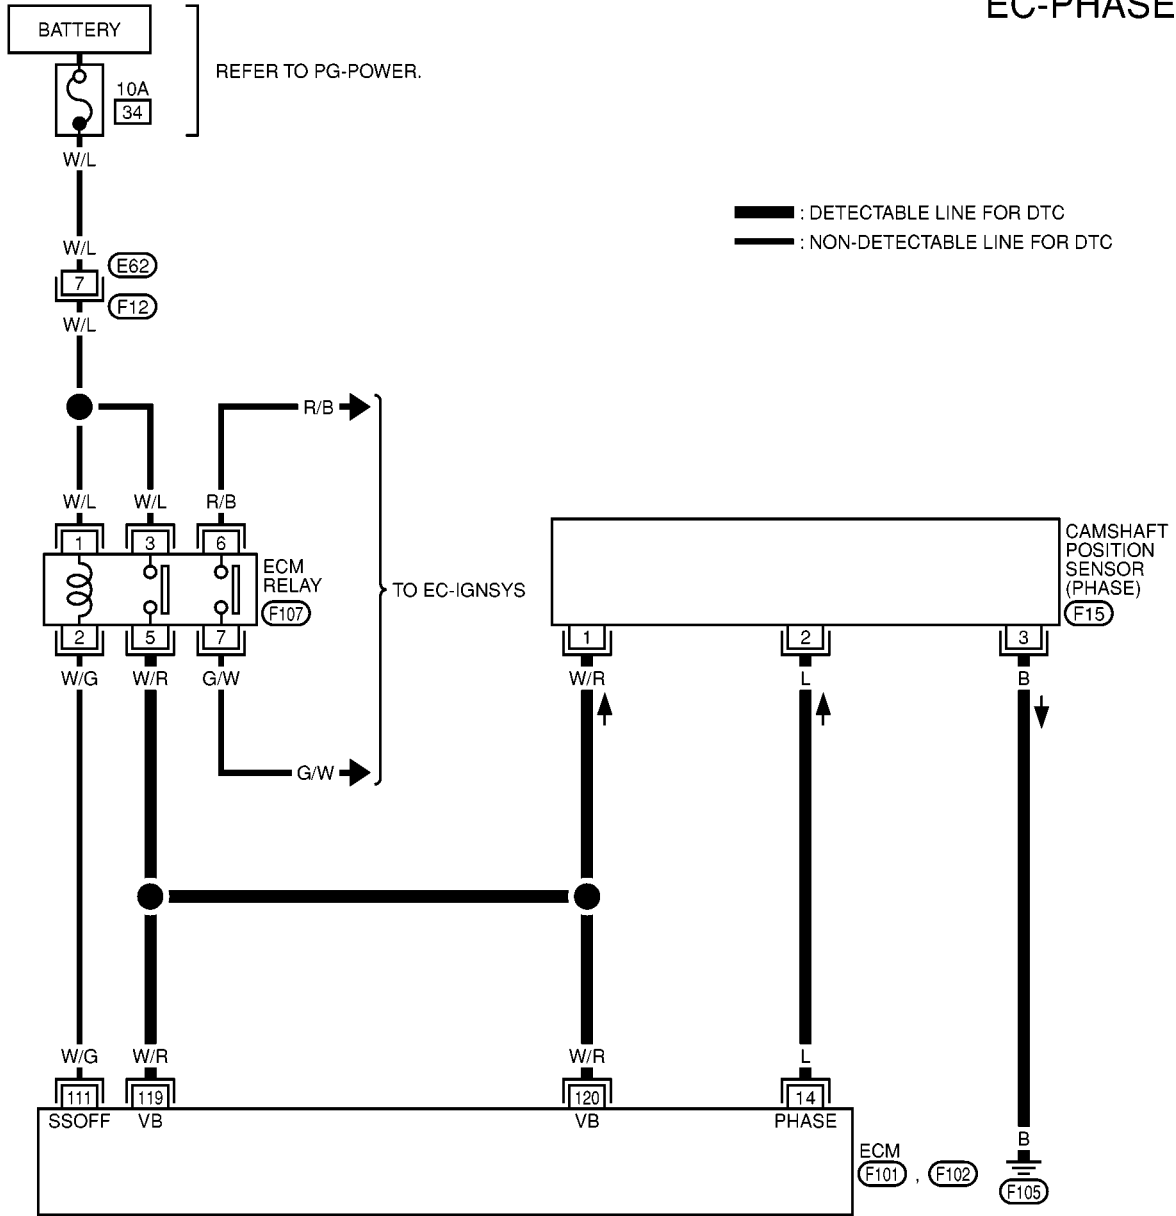 EC-PHASE
BATTERY
REFER TO PG-POWER.
10A
34
W/L
: DETECTABLE LINE FOR DTC
: NON-DETECTABLE LINE FOR DTC
W/L
E62
7
F12
W/L
R/B
W/L W/L R/B
1 3 6
ECM
RELAY
F107
TO EC-IGNSYS
CAMSHAFT
POSITION
SENSOR
(PHASE)
F15
2 5 7
1 2 3
W/G W/R G/W
W/R L B
G/W
W/G W/R W/R L
111 119 120 14
SSOFF VB VB PHASE
B
ECM
F101 , F102
F105